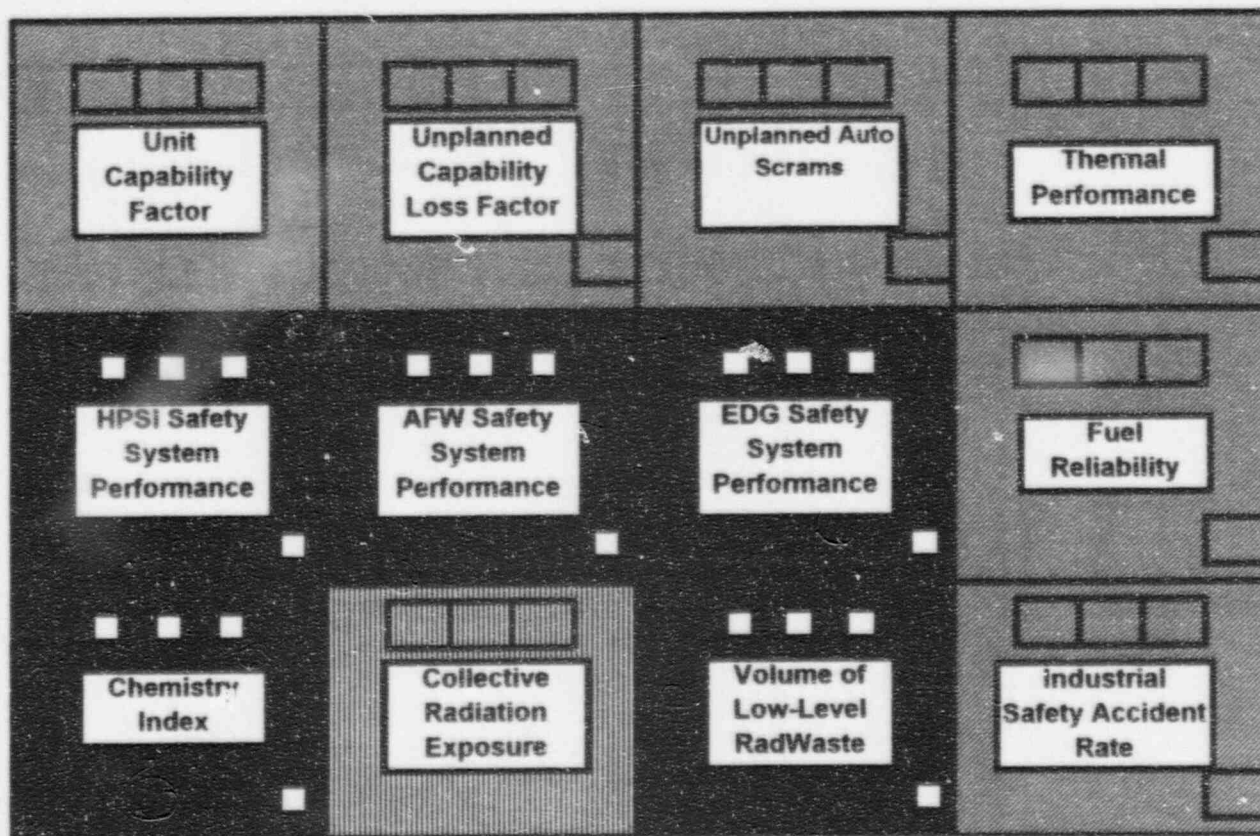 Unit
Capability
Factor
Unplanned
Capability
Loss Factor
Unplanned Auto
Scrams
Thermal
Performance
HPSI Safety
System
Performance
AFW Safety
System
Performance
EDG Safety
System
Performance
Fuel
Reliability
Chemistry
Index
Collective
Radiation
Exposure
Volume of
Low-Level
RadWaste
industrial
Safety Accident
Rate